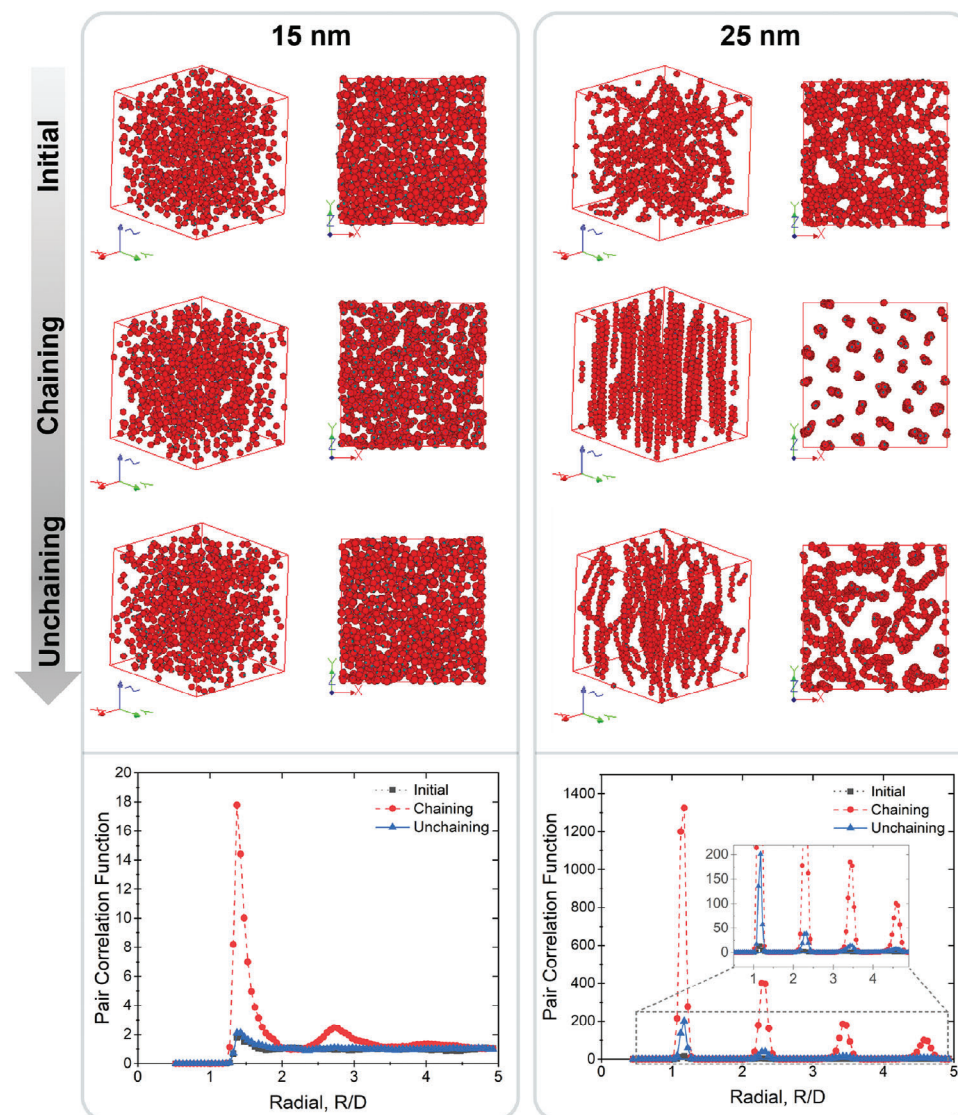 15 nm
25 nm
Initial
Chaining
Unchaining
Z
X
Y
Y
Z
X
Z
X
Y
Y
Z
X
Z
X
Y
Y
Z
X
Z
X
Y
Y
Z
X
Z
X
Y
Y
Z
X
Z
X
Y
Y
Z
X
Pair Correlation Function
20
18
16
14
12
10
8
6
4
2
0
0 1 2 3 4 5
Radial, R/D
Initial
Chaining
Unchaining
Pair Correlation Function
1400
1200
1000
800
600
400
200
0
0 1 2 3 4 5
Radial, R/D
Initial
Chaining
Unchaining
200
150
100
50
0
1 2 3 4